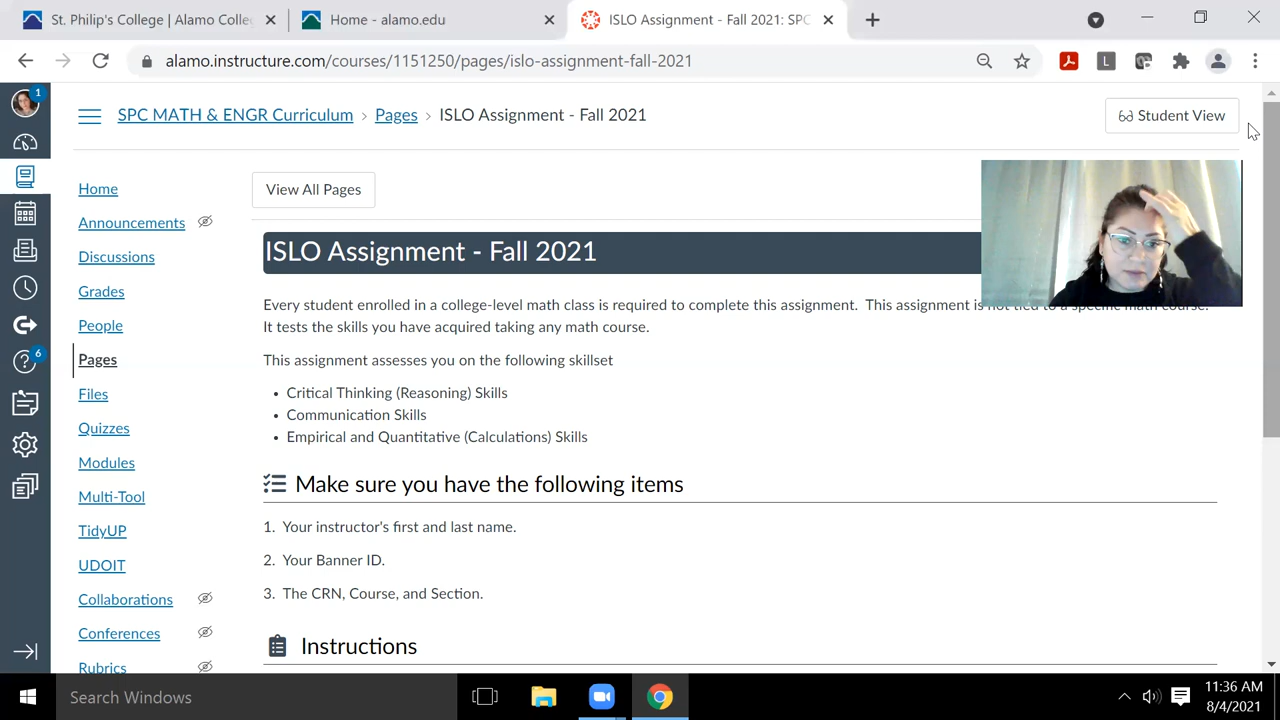 St. Philip's College | Alamo Colle
Home - alamo.edu
ISLO Assignment - Fall 2021: SPC
alamo.instructure.com/courses/1151250/pages/islo-assignment-fall-2021
L
1
SPC MATH & ENGR Curriculum › Pages › ISLO Assignment - Fall 2021
Student View
Home
Announcements
Discussions
Grades
People
Pages
Files
Quizzes
Modules
Multi-Tool
TidyUP
UDOIT
Collaborations
Conferences
Rubrics
6
View All Pages
ISLO Assignment - Fall 2021
Every student enrolled in a college-level math class is required to complete this assignment. This assignment is not tied to a specific math course.
It tests the skills you have acquired taking any math course.
This assignment assesses you on the following skillset
• Critical Thinking (Reasoning) Skills
• Communication Skills
• Empirical and Quantitative (Calculations) Skills
Make sure you have the following items
1. Your instructor's first and last name.
2. Your Banner ID.
3. The CRN, Course, and Section.
Instructions
Search Windows
11:36 AM
8/4/2021